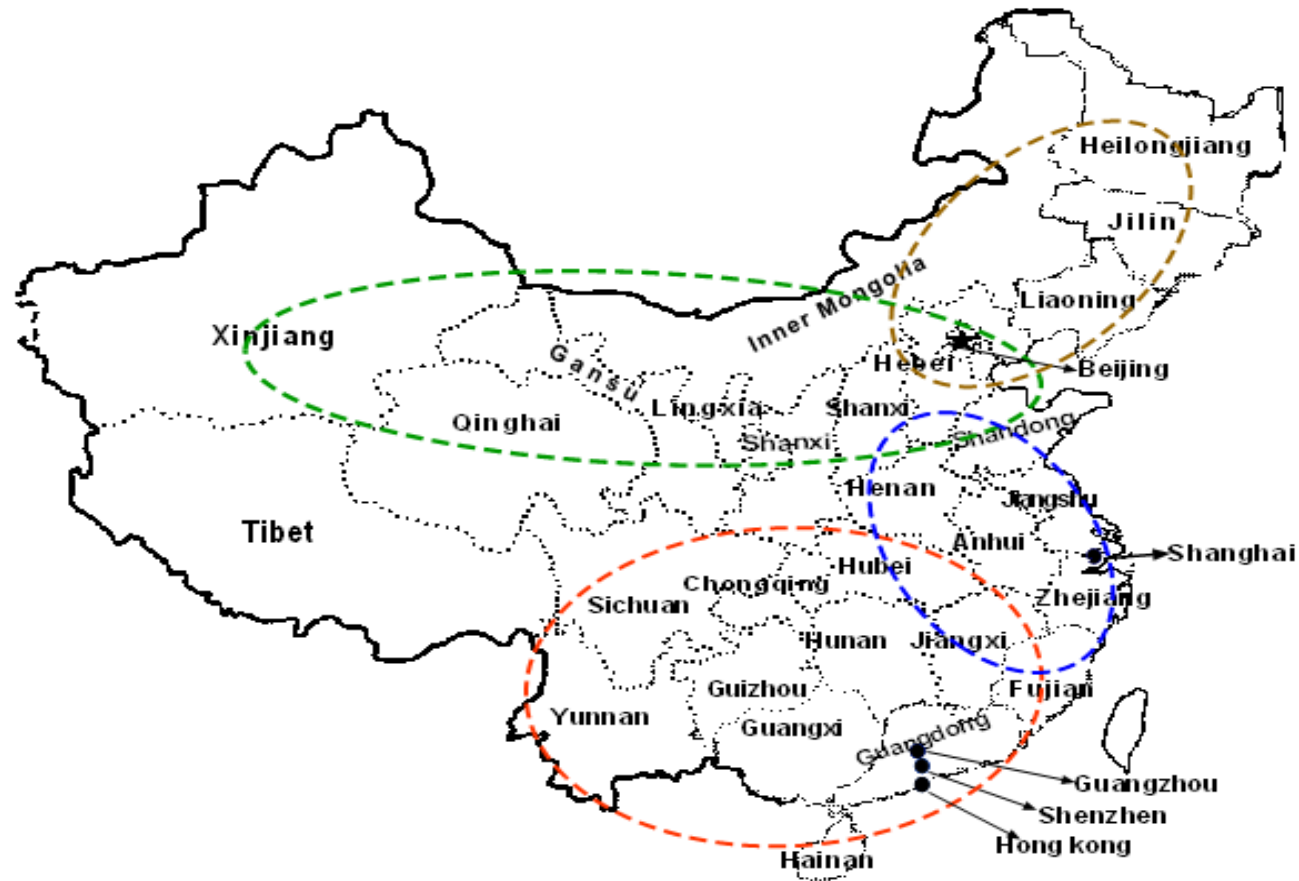 Heilongjiang
Jilin
Inner Mongolia
Liaoning
Xinjiang
Gansu
Hebei
Beijing
Qinghai
Lingxia
Shanxi
Shanxi
Shandong
Henan
Jiangshu
Tibet
Anhui
Shanghai
Hubei
Chongqing
Sichuan
Zhejiang
Hunan
Jiangxi
Guizhou
Fujian
Yunnan
Guangxi
Guangdong
Guangzhou
Shenzhen
Hong kong
Hainan